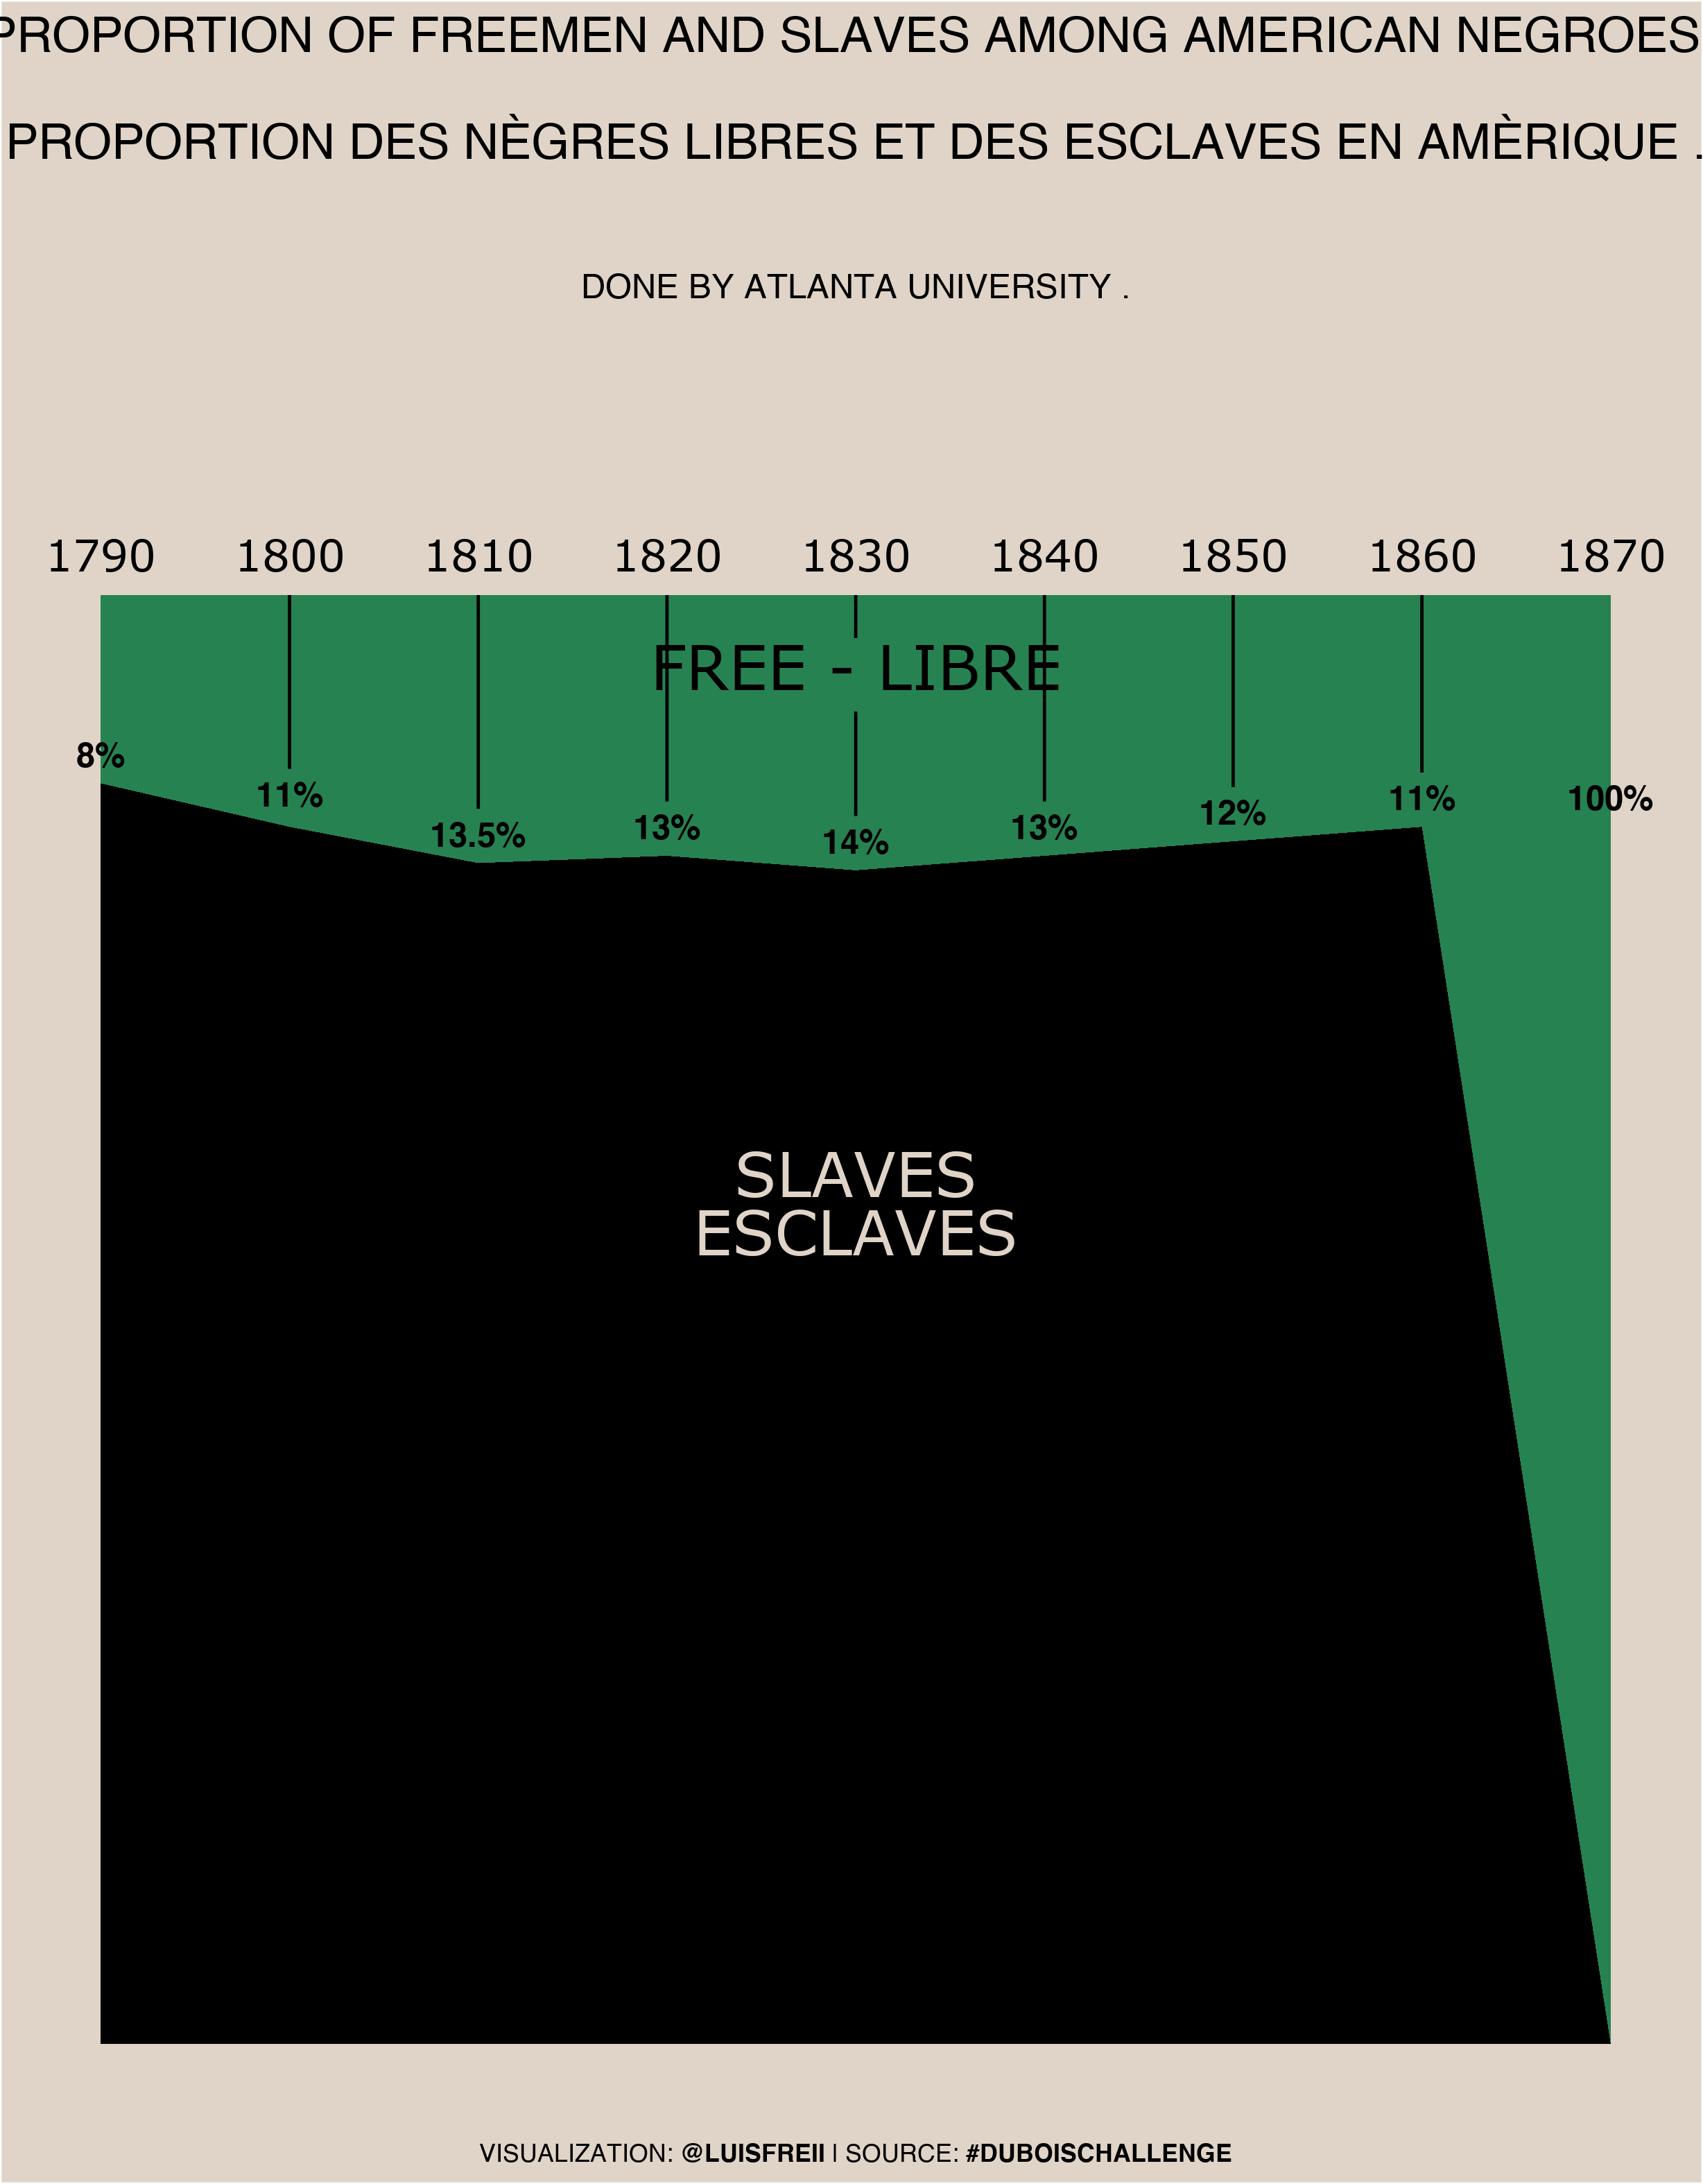 PROPORTION OF FREEMEN AND SLAVES AMONG AMERICAN NEGROES
PROPORTION DES NÈGRES LIBRES ET DES ESCLAVES EN AMÈRIQUE .
DONE BY ATLANTA UNIVERSITY .
1790 1800 1810 1820 1830 1840 1850 1860 1870
FREE - LIBRE
8% 11% 13.5% 13% 14% 13% 12% 11% 100%
SLAVES
ESCLAVES
VISUALIZATION: @LUISFREII | SOURCE: #DUBOISCHALLENGE